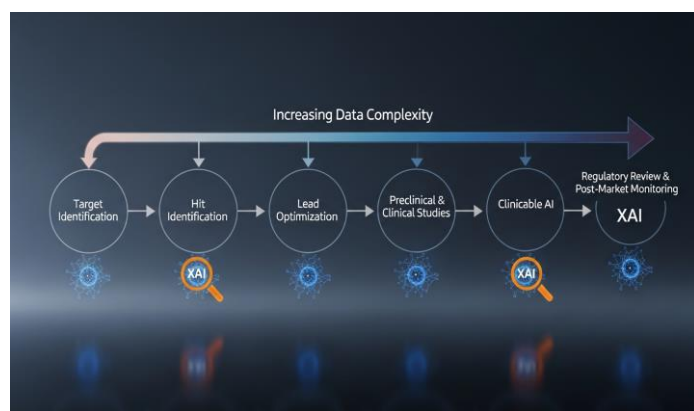 Increasing Data Complexity
Target
Identification
Hit
Identification
Lead
Optimization
Preclinical &
Clinical Studies
Clinicable AI
Regulatory Review &
Post-Market Monitoring
XAI
XAI
XAI